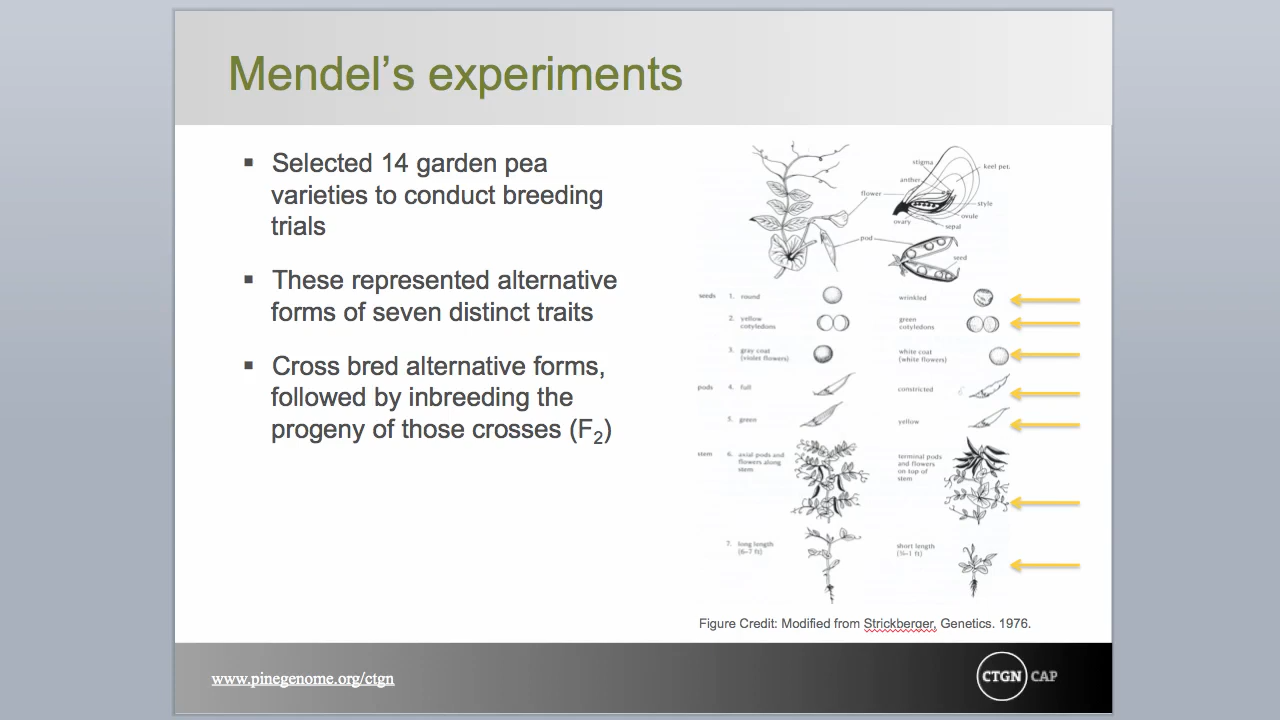 Mendel’s experiments
▪ Selected 14 garden pea
varieties to conduct breeding
trials
▪ These represented alternative
forms of seven distinct traits
▪ Cross bred alternative forms,
followed by inbreeding the
progeny of those crosses (F2)
stigma
keel pet.
anther
flower
style
ovule
ovary
sepal
pod
seed
seeds 1. round wrinkled
2. yellow cotyledons green cotyledons
3. gray coat (violet flowers) white coat (white flowers)
pods 4. full constricted
5. green yellow
stem 6. axial pods and flowers along stem terminal pods and flowers on top of stem
7. long length (6–7 ft) short length (¾–1 ft)
Figure Credit: Modified from Strickberger, Genetics. 1976.
www.pinegenome.org/ctgn
CTGN CAP